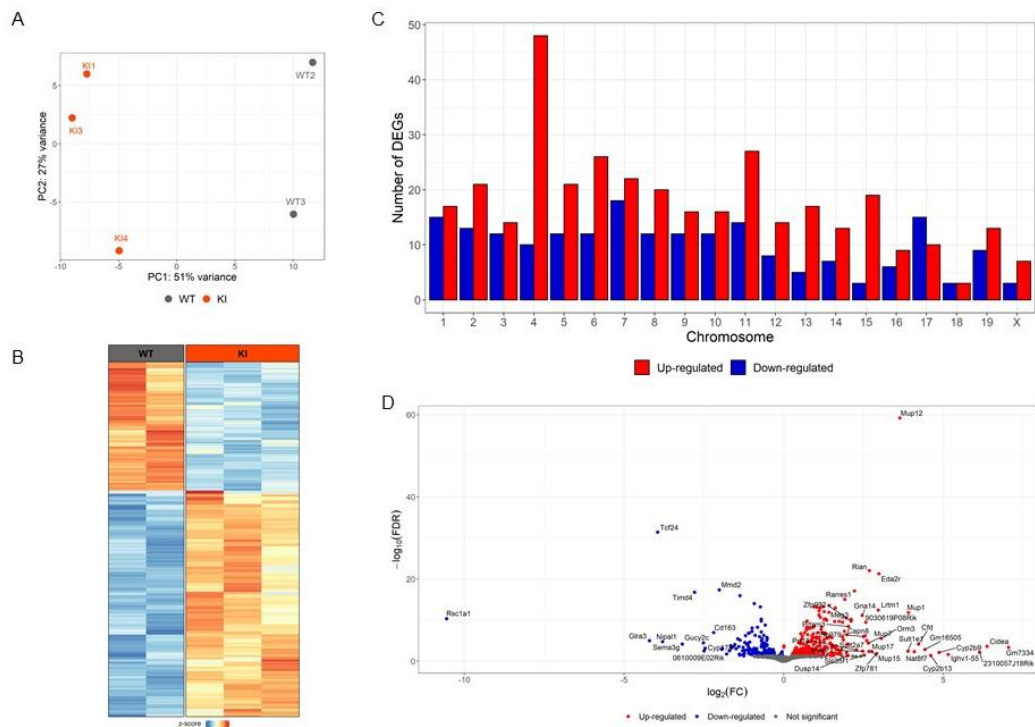 A
KI1
WT2
KI3
WT3
KI4
5
0
-5
-10
-5
0
5
10
PC2: 27% variance
PC1: 51% variance
WT
KI
B
WT
KI
z-score
C
50
40
30
20
10
0
Number of DEGs
1 2 3 4 5 6 7 8 9 10 11 12 13 14 15 16 17 18 19 X
Chromosome
Up-regulated
Down-regulated
D
60
40
20
0
−log10(FDR)
-10
-5
0
5
log2(FC)
Mup12
Tcf24
Rian
Eda2r
Timd4
Mmd2
Rarres1
Zfp982
Gna14
Lrtm1
Mup1
Rsc1a1
Meg3
9030619P08Rik
Cd163
Capn8
Orm3
Cfd
Glra3
Npal1
Gucy2c
Mup7
Sult1e1
Gm16505
Cidea
Sema3g
Mup17
Cyp2b9
Gm7334
0610009E02Rik
Mup15
Nat8f7
Ighv1-55
2310057J18Rik
Dusp14
Zfp781
Cyp2b13
Up-regulated
Down-regulated
Not significant